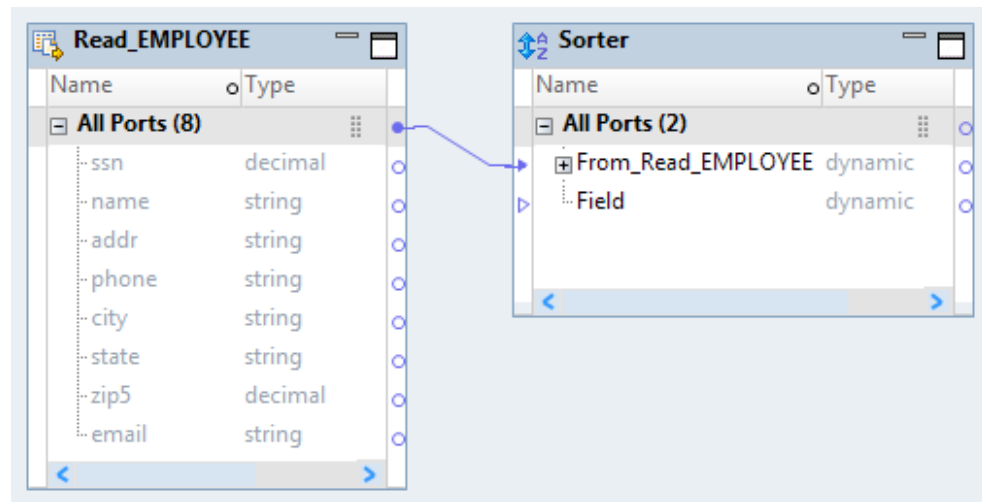 Read_EMPLOYEE
Name Type
All Ports (8)
ssn decimal
name string
addr string
phone string
city string
state string
zip5 decimal
email string
Sorter
Name Type
All Ports (2)
From_Read_EMPLOYEE dynamic
Field dynamic